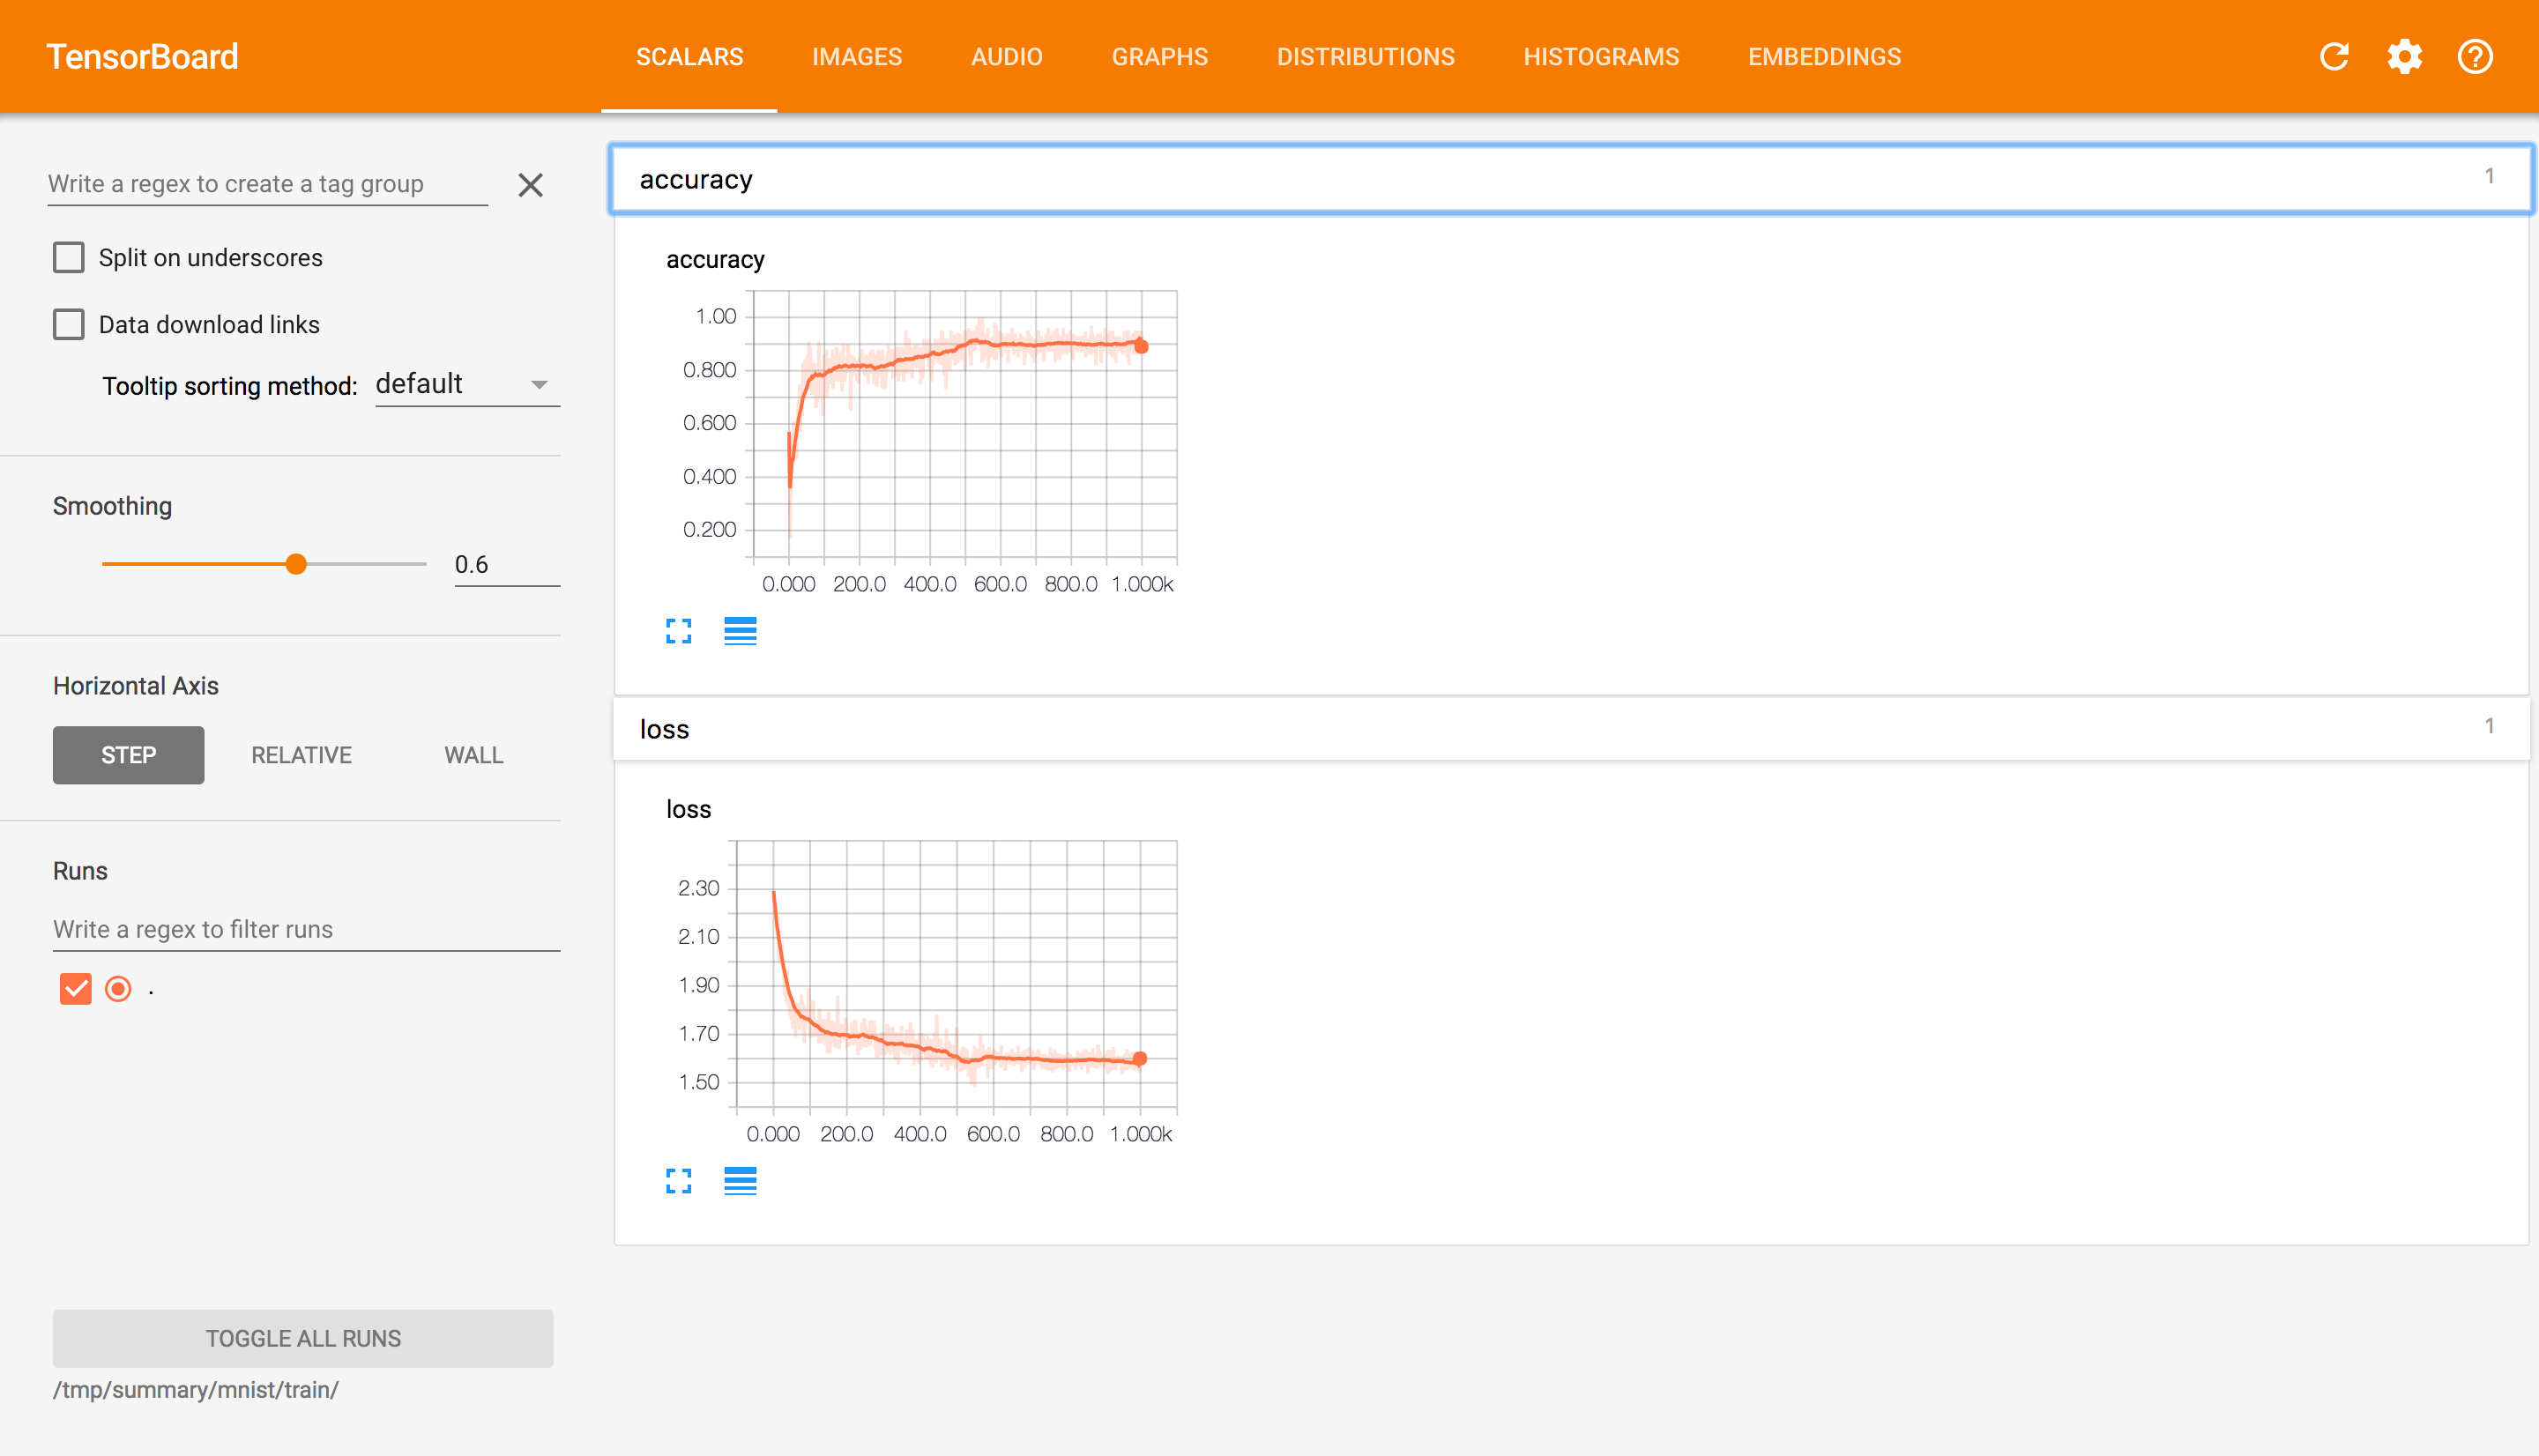 TensorBoard
SCALARS IMAGES AUDIO GRAPHS DISTRIBUTIONS HISTOGRAMS EMBEDDINGS
Write a regex to create a tag group
Split on underscores
Data download links
Tooltip sorting method: default
Smoothing
0.6
Horizontal Axis
STEP RELATIVE WALL
Runs
Write a regex to filter runs
.
TOGGLE ALL RUNS
/tmp/summary/mnist/train/
accuracy 1
accuracy
1.00
0.800
0.600
0.400
0.200
0.000 200.0 400.0 600.0 800.0 1.000k
loss 1
loss
2.30
2.10
1.90
1.70
1.50
0.000 200.0 400.0 600.0 800.0 1.000k